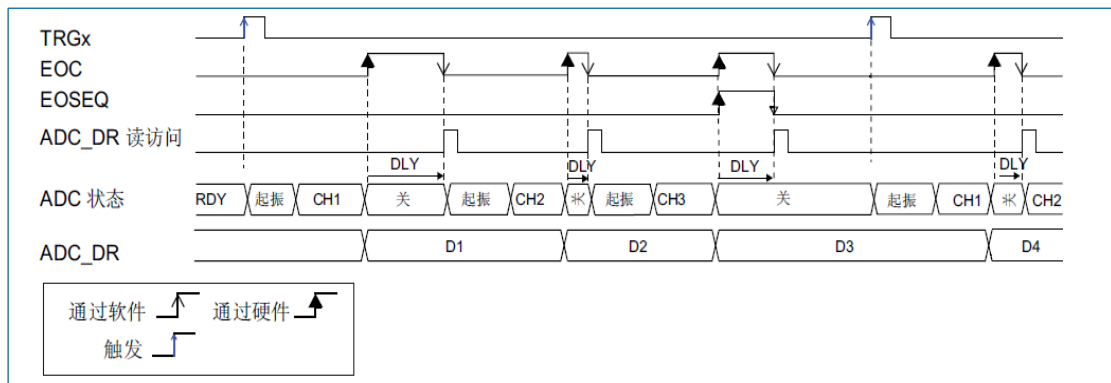 TRGx
EOC
EOSEQ
ADC_DR 读访问
DLY DLY DLY DLY
ADC 状态 RDY 起振 CH1 关 起振 CH2 关 起振 CH3 关 起振 CH1 关 CH2
ADC_DR D1 D2 D3 D4
通过软件 通过硬件
触发